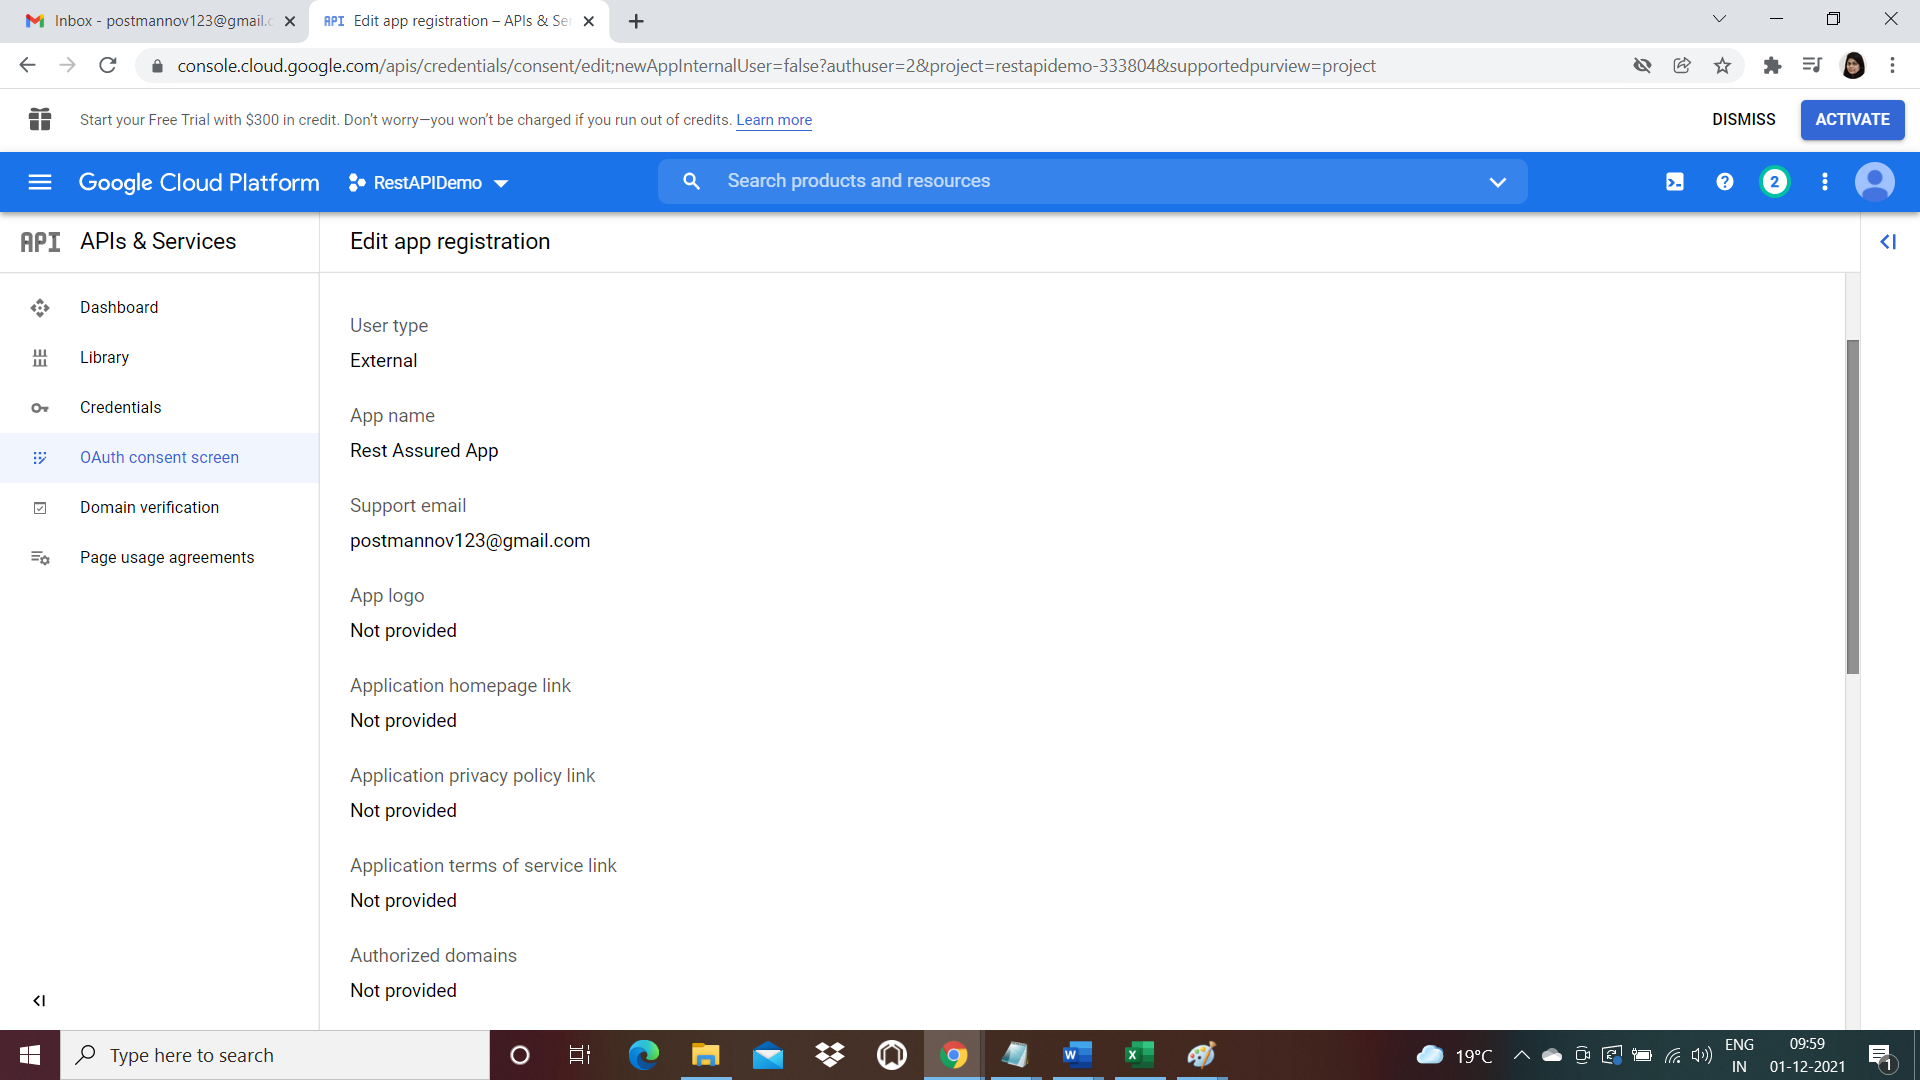 Inbox - postmannov123@gmail.c
API Edit app registration – APIs & Se
console.cloud.google.com/apis/credentials/consent/edit;newAppInternalUser=false?authuser=2&project=restapidemo-333804&supportedpurview=project
Start your Free Trial with $300 in credit. Don't worry—you won't be charged if you run out of credits. Learn more
DISMISS
ACTIVATE
Google Cloud Platform
RestAPIDemo
Search products and resources
2
API APIs & Services
Edit app registration
Dashboard
Library
Credentials
OAuth consent screen
Domain verification
Page usage agreements
User type
External
App name
Rest Assured App
Support email
postmannov123@gmail.com
App logo
Not provided
Application homepage link
Not provided
Application privacy policy link
Not provided
Application terms of service link
Not provided
Authorized domains
Not provided
Type here to search
19°C
ENG
IN
09:59
01-12-2021
1